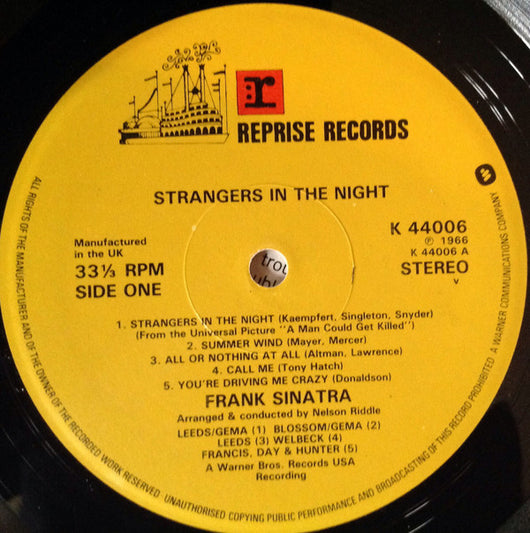 r
REPRISE RECORDS
STRANGERS IN THE NIGHT
K 44006
℗ 1966
K 44006 A
STEREO
V
Manufactured
in the UK
33⅓ RPM
SIDE ONE
trou
1. STRANGERS IN THE NIGHT (Kaempfert, Singleton, Snyder)
(From the Universal Picture "A Man Could Get Killed")
2. SUMMER WIND (Mayer, Mercer)
3. ALL OR NOTHING AT ALL (Altman, Lawrence)
4. CALL ME (Tony Hatch)
5. YOU'RE DRIVING ME CRAZY (Donaldson)
FRANK SINATRA
Arranged & conducted by Nelson Riddle
LEEDS/GEMA (1) BLOSSOM/GEMA (2)
LEEDS (3) WELBECK (4)
FRANCIS, DAY & HUNTER (5)
A Warner Bros. Records USA
Recording
ALL RIGHTS OF THE MANUFACTURER AND OF THE OWNER OF THE RECORDED WORK RESERVED. UNAUTHORISED COPYING PUBLIC PERFORMANCE AND BROADCASTING OF THIS RECORD PROHIBITED A WARNER COMMUNICATIONS COMPANY